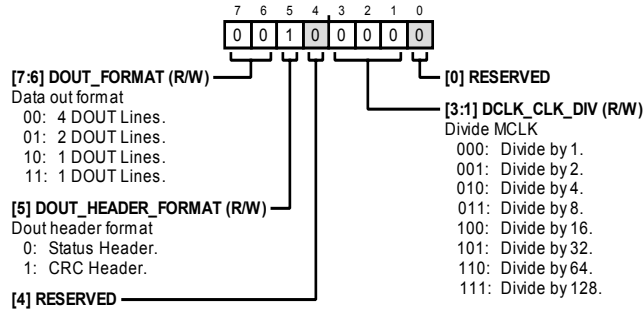 7 6 5 4 3 2 1 0
0 0 1 0 0 0 0 0
[7:6] DOUT_FORMAT (R/W)
Data out format
00: 4 DOUT Lines.
01: 2 DOUT Lines.
10: 1 DOUT Lines.
11: 1 DOUT Lines.
[5] DOUT_HEADER_FORMAT (R/W)
Dout header format
0: Status Header.
1: CRC Header.
[4] RESERVED
[0] RESERVED
[3:1] DCLK_CLK_DIV (R/W)
Divide MCLK
000: Divide by 1.
001: Divide by 2.
010: Divide by 4.
011: Divide by 8.
100: Divide by 16.
101: Divide by 32.
110: Divide by 64.
111: Divide by 128.